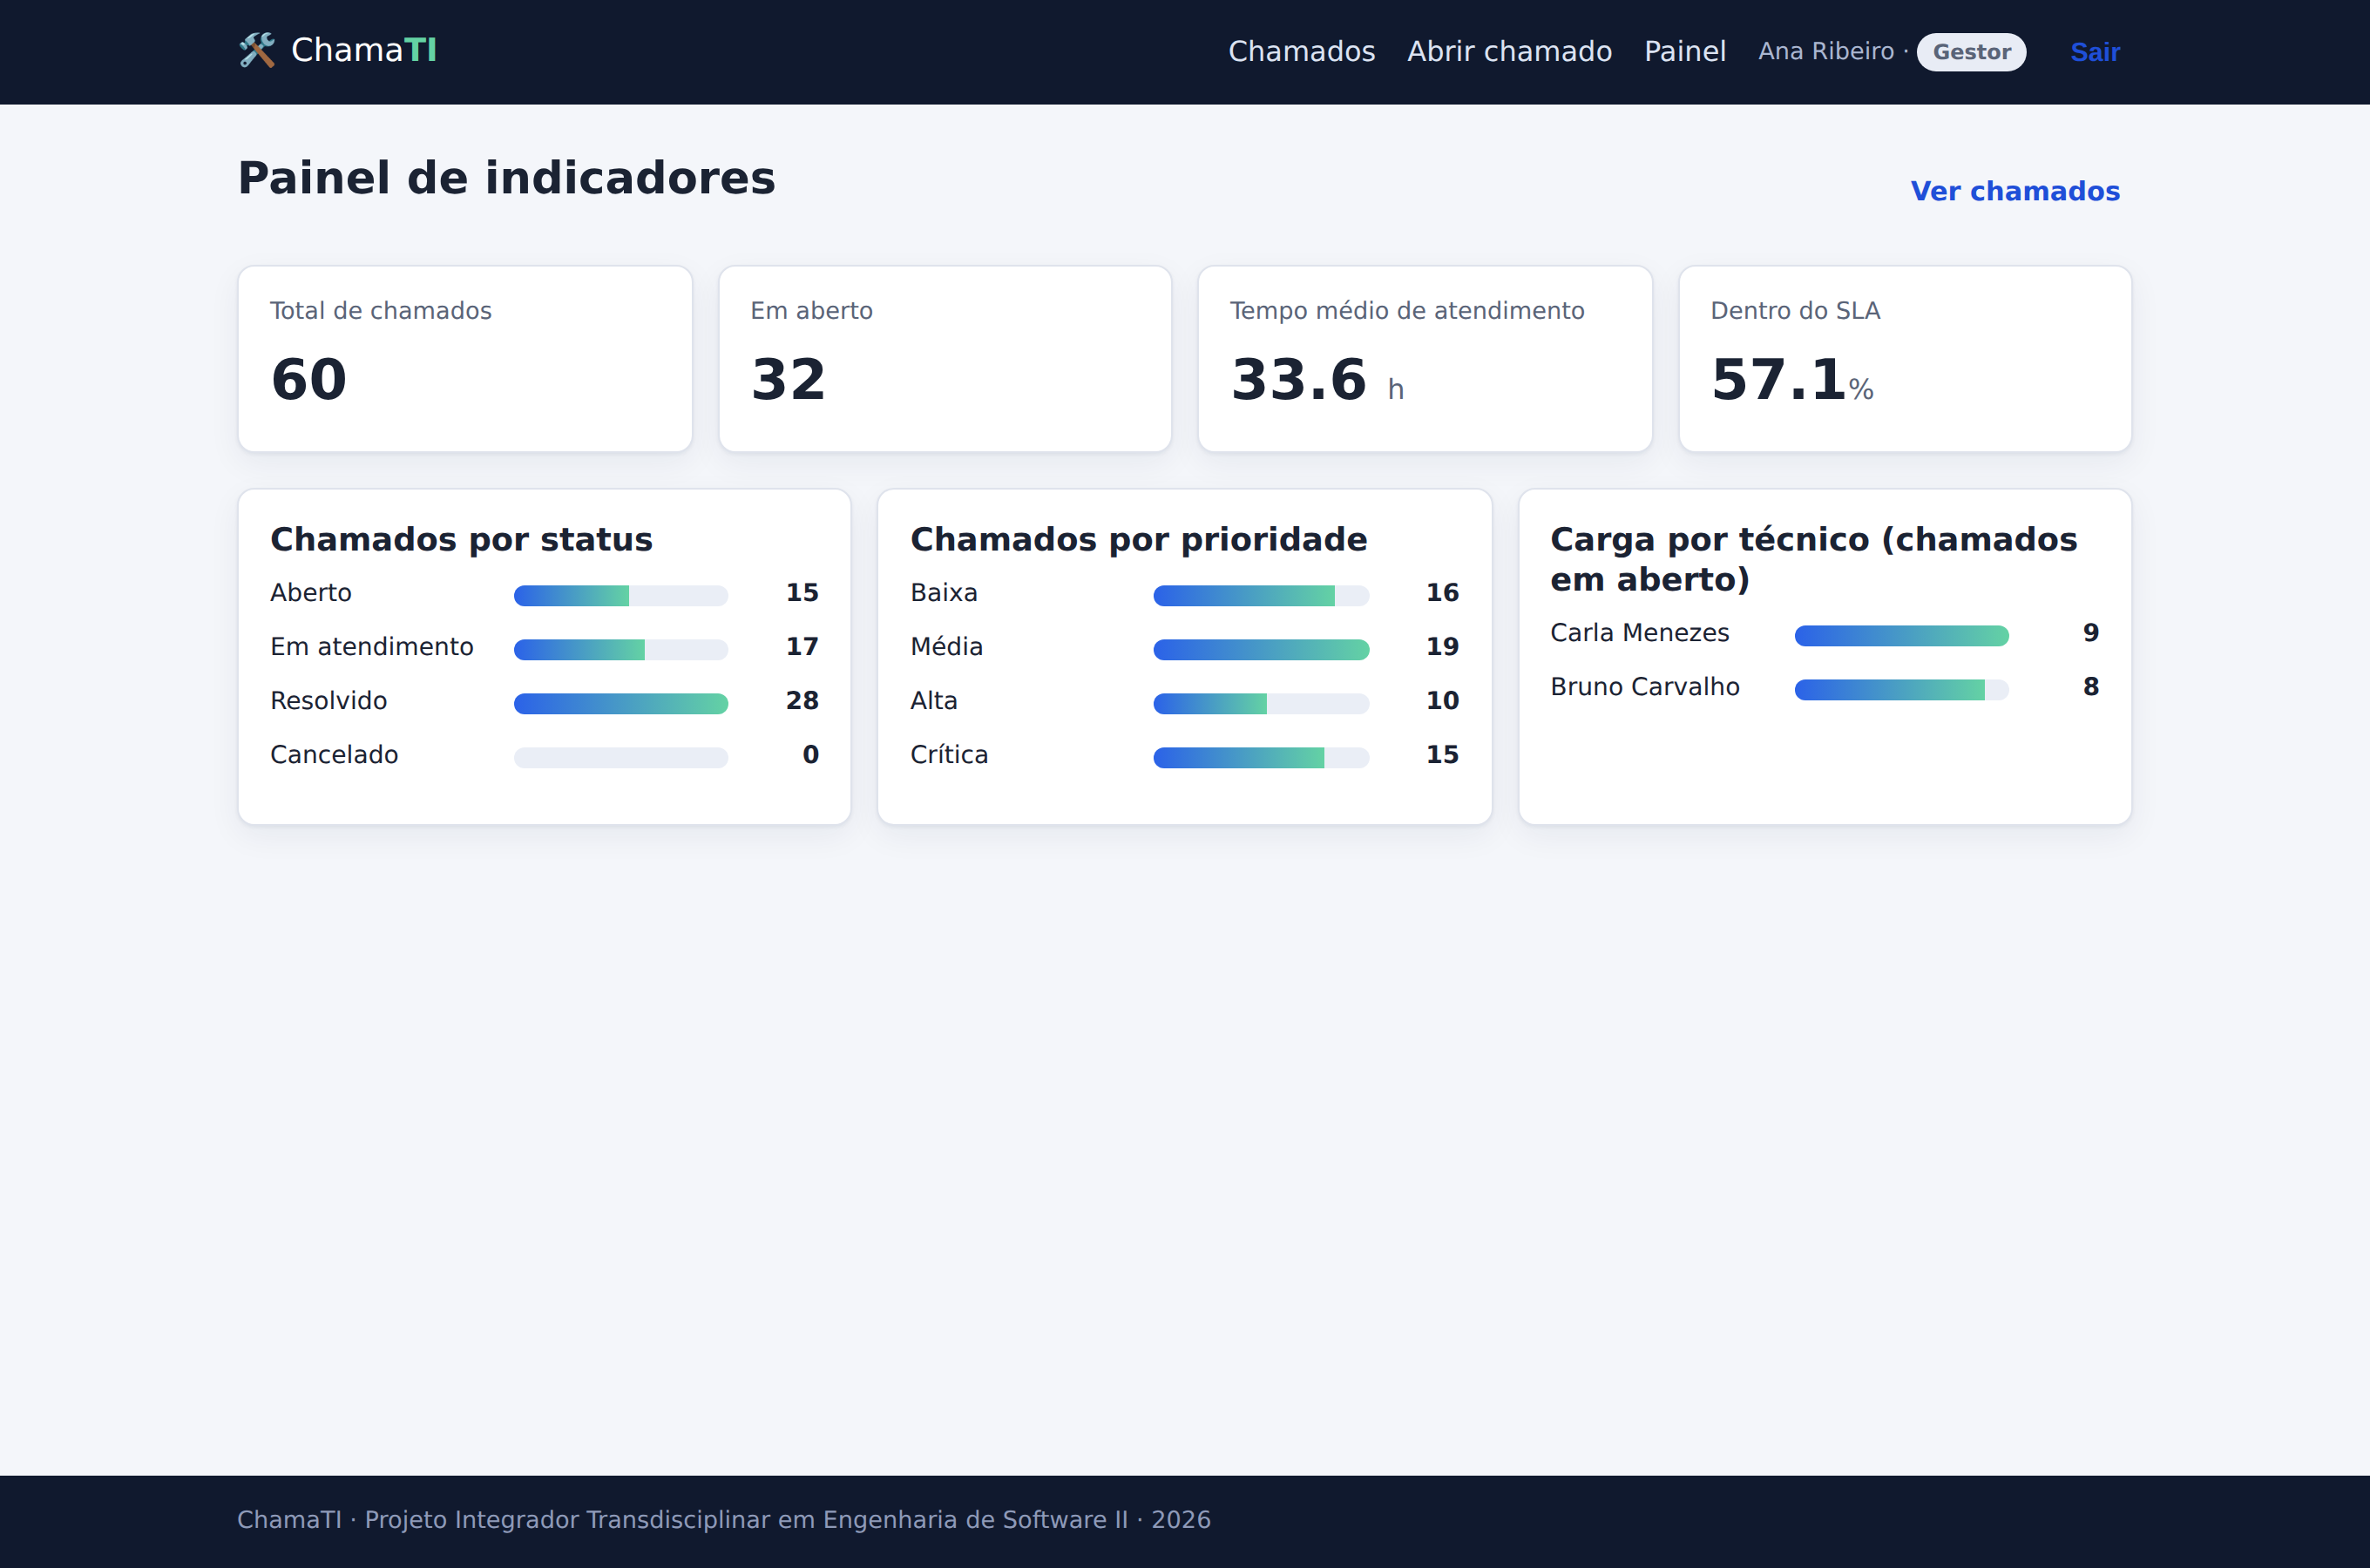 ChamaTI
Chamados Abrir chamado Painel Ana Ribeiro · Gestor Sair
Painel de indicadores
Ver chamados
Total de chamados
60
Em aberto
32
Tempo médio de atendimento
33.6 h
Dentro do SLA
57.1%
Chamados por status
Aberto 15
Em atendimento 17
Resolvido 28
Cancelado 0
Chamados por prioridade
Baixa 16
Média 19
Alta 10
Crítica 15
Carga por técnico (chamados
em aberto)
Carla Menezes 9
Bruno Carvalho 8
ChamaTI · Projeto Integrador Transdisciplinar em Engenharia de Software II · 2026